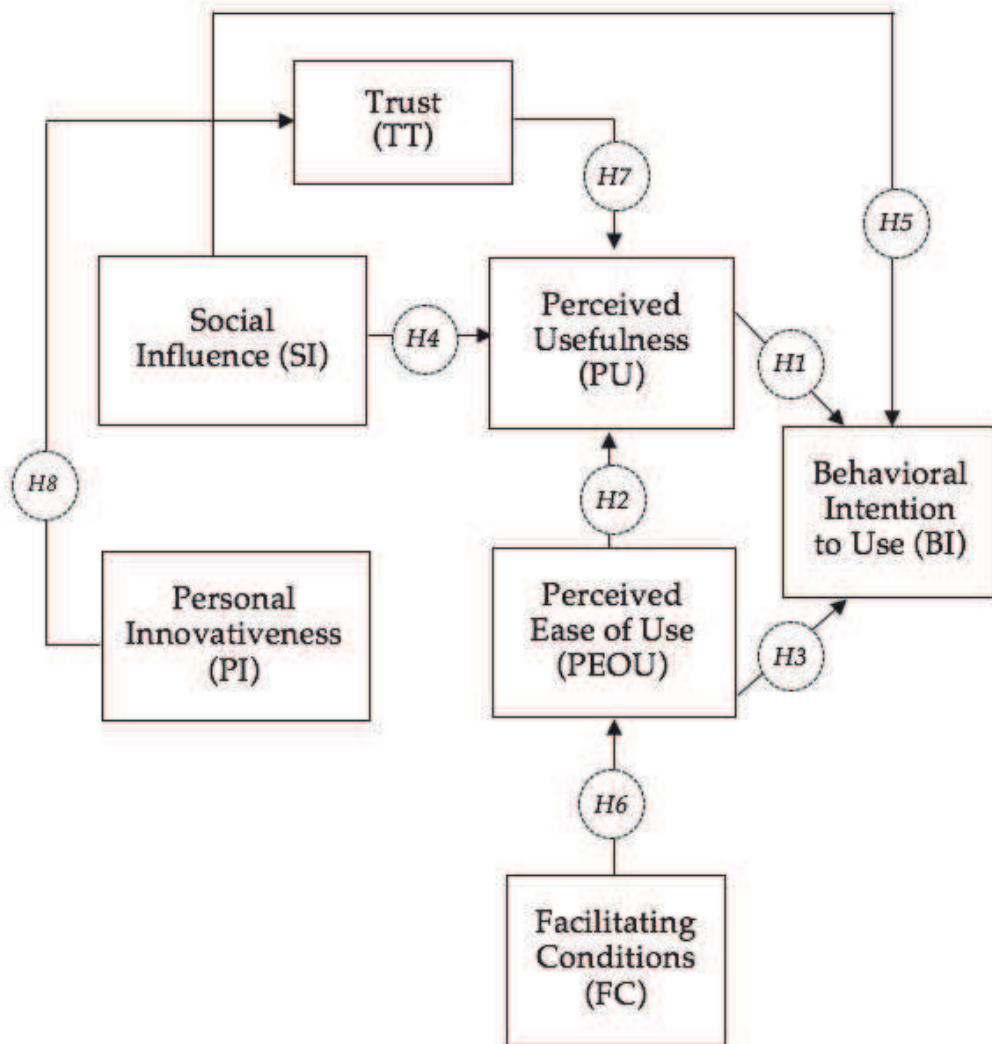 Trust
(TT)
H7
H5
Social
Influence (SI)
H4
Perceived
Usefulness
(PU)
H1
Behavioral
Intention
to Use (BI)
H8
H2
Personal
Innovativeness
(PI)
Perceived
Ease of Use
(PEOU)
H3
H6
Facilitating
Conditions
(FC)